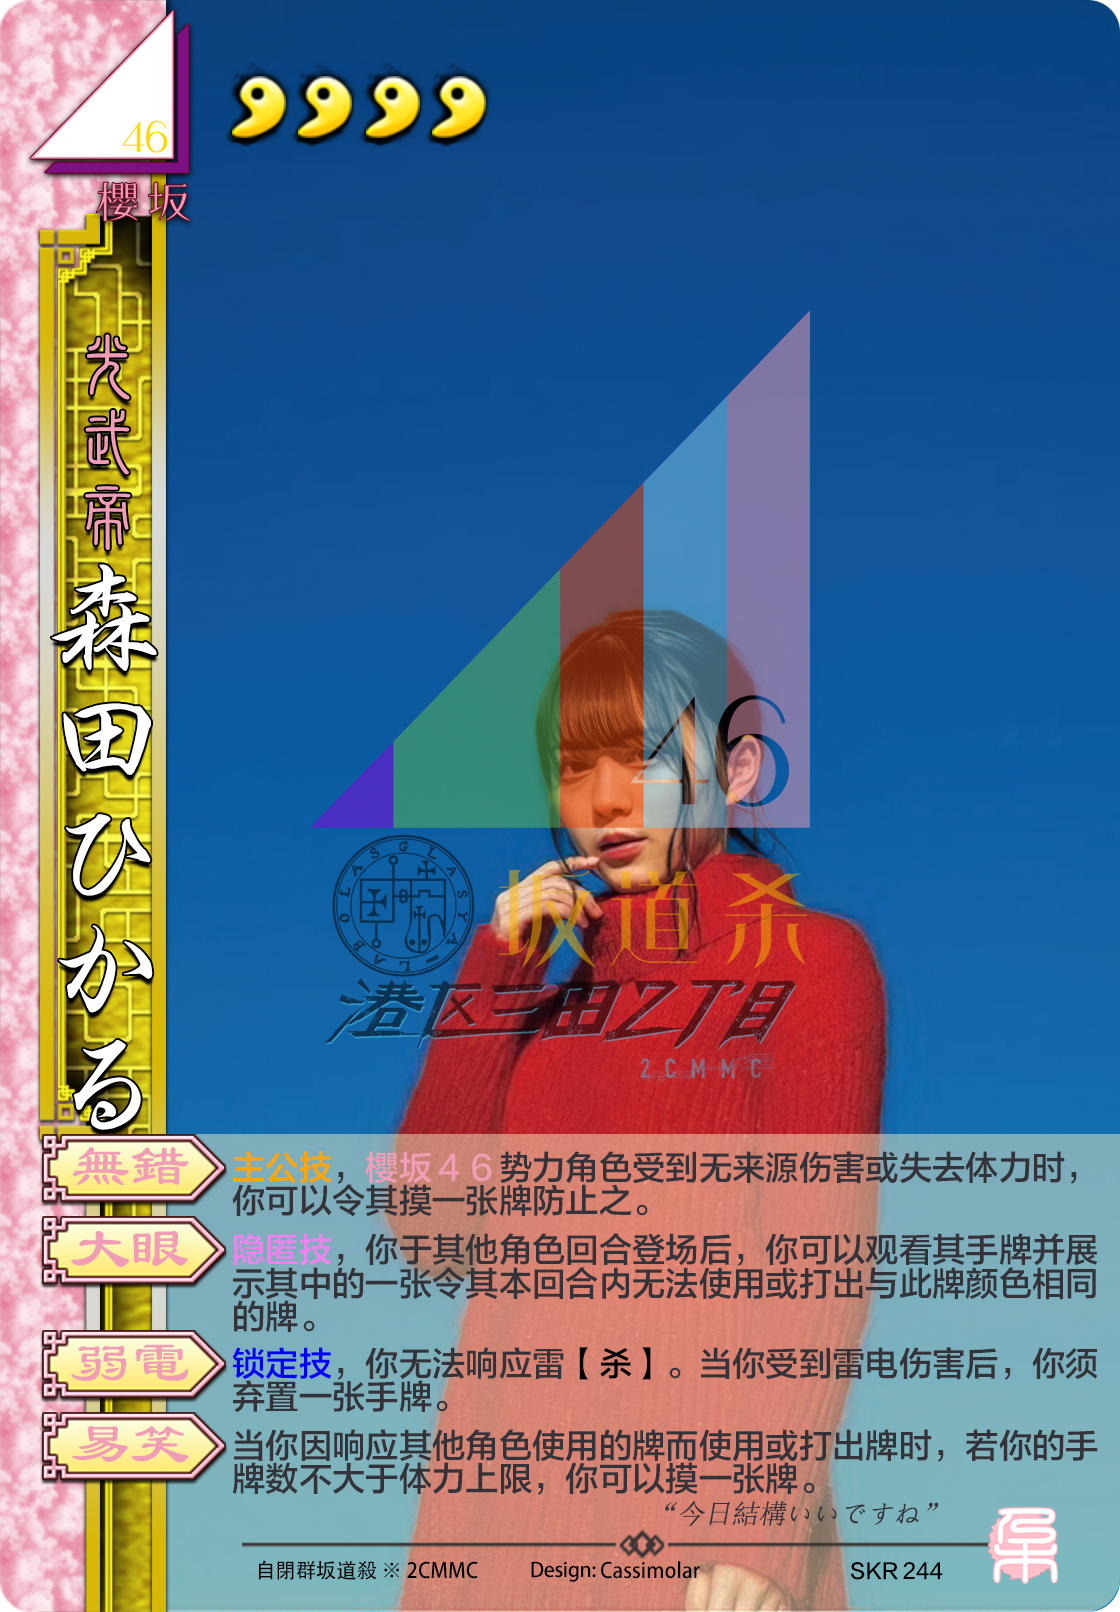 46
櫻坂
光武帝
森田ひかる
46
GLASYA-LABOLAS
坂道杀
港区三田2丁目
2CMMC
無錯
主公技，櫻坂４６势力角色受到无来源伤害或失去体力时，
你可以令其摸一张牌防止之。
大眼
隐匿技，你于其他角色回合登场后，你可以观看其手牌并展
示其中的一张令其本回合内无法使用或打出与此牌颜色相同
的牌。
弱電
锁定技，你无法响应雷【杀】。当你受到雷电伤害后，你须
弃置一张手牌。
易笑
当你因响应其他角色使用的牌而使用或打出牌时，若你的手
牌数不大于体力上限，你可以摸一张牌。
“今日結構いいですね”
自閉群坂道殺 ※ 2CMMC
Design: Cassimolar
SKR 244